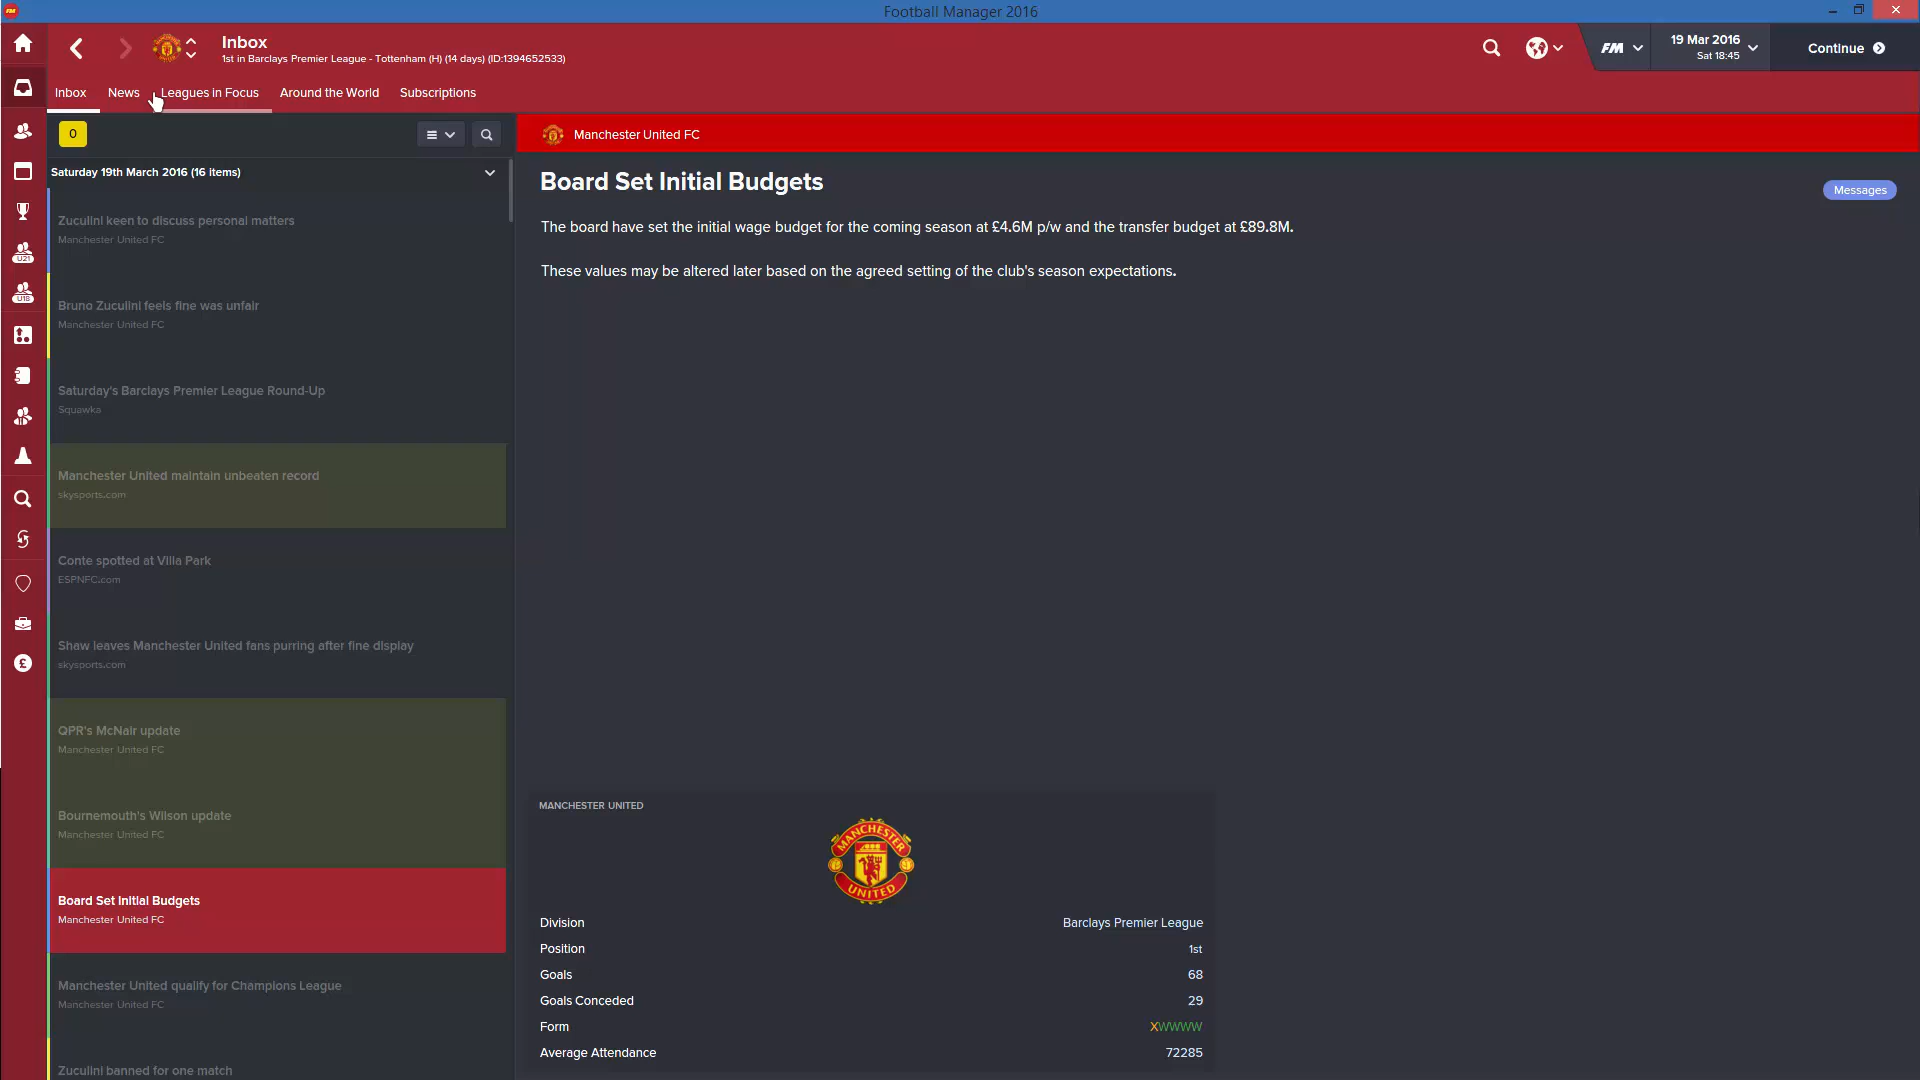 FM
Football Manager 2016
Inbox
1st in Barclays Premier League - Tottenham (H) (14 days) (ID:1394652533)
FM
19 Mar 2016
Sat 18:45
Continue
Inbox
News
Leagues in Focus
Around the World
Subscriptions
0
Manchester United FC
Saturday 19th March 2016 (16 items)
Board Set Initial Budgets
Messages
The board have set the initial wage budget for the coming season at £4.6M p/w and the transfer budget at £89.8M.
These values may be altered later based on the agreed setting of the club's season expectations.
Zuculini keen to discuss personal matters
Manchester United FC
Bruno Zuculini feels fine was unfair
Manchester United FC
Saturday's Barclays Premier League Round-Up
Squawka
Manchester United maintain unbeaten record
skysports.com
Conte spotted at Villa Park
ESPNFC.com
Shaw leaves Manchester United fans purring after fine display
skysports.com
QPR's McNair update
Manchester United FC
Bournemouth's Wilson update
Manchester United FC
Board Set Initial Budgets
Manchester United FC
Manchester United qualify for Champions League
Manchester United FC
Zuculini banned for one match
U21
U18
£
MANCHESTER UNITED
MANCHESTER
UNITED
Division
Barclays Premier League
Position
1st
Goals
68
Goals Conceded
29
Form
XWWWW
Average Attendance
72285